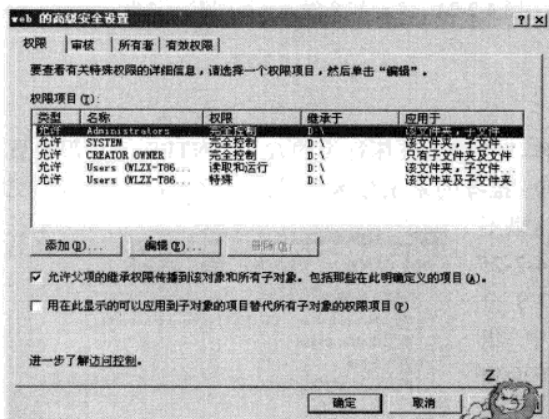 web 的高级安全设置
权限 审核 所有者 有效权限
要查看有关特殊权限的详细信息，请选择一个权限项目，然后单击“编辑”。
权限项目(T):
类型 名称 权限 继承于 应用于
允许 Administrators 完全控制 D:\ 该文件夹，子文件...
允许 SYSTEM 完全控制 D:\ 该文件夹，子文件...
允许 CREATOR OWNER 完全控制 D:\ 只有子文件夹及文件
允许 Users (WLZX-T86... 读取和运行 D:\ 该文件夹，子文件...
允许 Users (WLZX-T86... 特殊 D:\ 该文件夹及子文件夹
添加(D)... 编辑(E)... 删除(R)
允许父项的继承权限传播到该对象和所有子对象。包括那些在此明确定义的项目(A)。
用在此显示的可以应用到子对象的项目替代所有子对象的权限项目(P)
进一步了解访问控制。
Z
确定 取消